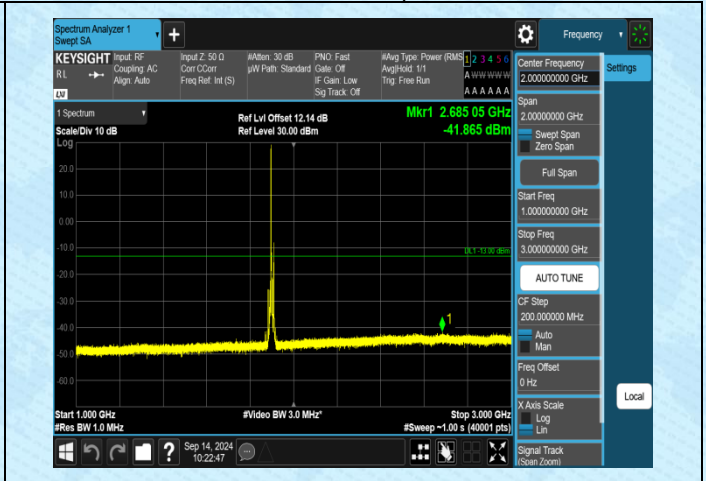 Spectrum Analyzer 1
Swept SA
Frequency
KEYSIGHT
RL
LXI
Input: RF
Coupling: AC
Align: Auto
Input Z: 50 Ω
Corr CCorr
Freq Ref: Int (S)
#Atten: 30 dB
µW Path: Standard
PNO: Fast
Gate: Off
IF Gain: Low
Sig Track: Off
#Avg Type: Power (RMS
Avg|Hold: 1/1
Trig: Free Run
1 2 3 4 5 6
A W W W W W
A A A A A A
Center Frequency
2.000000000 GHz
Settings
1 Spectrum
Scale/Div 10 dB
Log
Ref Lvl Offset 12.14 dB
Ref Level 30.00 dBm
Mkr1 2.685 05 GHz
-41.865 dBm
Span
2.00000000 GHz
Swept Span
Zero Span
Full Span
Start Freq
1.000000000 GHz
Stop Freq
3.000000000 GHz
AUTO TUNE
CF Step
200.000000 MHz
Auto
Man
Freq Offset
0 Hz
X Axis Scale
Log
Lin
Signal Track
(Span Zoom)
Local
20.0
10.0
0.00
-10.0
DL1 -13.00 dBm
-20.0
-30.0
-40.0
1
-50.0
-60.0
Start 1.000 GHz
#Res BW 1.0 MHz
#Video BW 3.0 MHz*
Stop 3.000 GHz
#Sweep ~1.00 s (40001 pts)
?
Sep 14, 2024
10:22:47